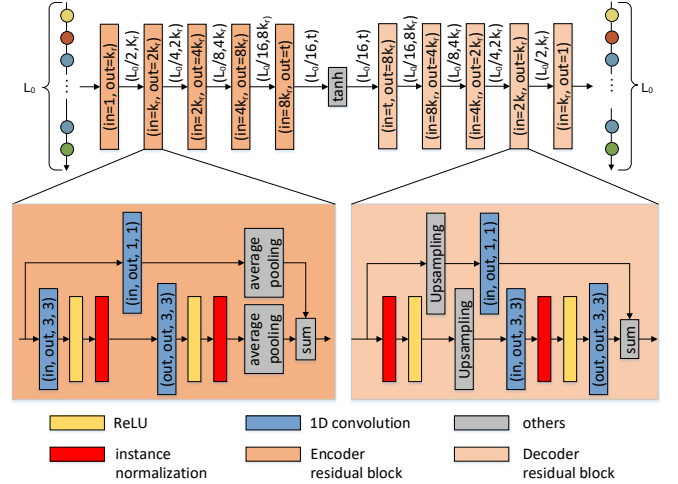 L₀
(in=1, out=kᵣ)
(L₀/2, Kᵣ)
(in=kᵣ, out=2kᵣ)
(L₀/4,2kᵣ)
(in=2kᵣ, out=4kᵣ)
(L₀/8,4kᵣ)
(in=4kᵣ, out=8kᵣ)
(L₀/16,8kᵣ)
(in=8kᵣ, out=t)
(L₀/16,t)
tanh
(L₀/16,t)
(in=t, out=8kᵣ)
(L₀/16,8kᵣ)
(in=8kᵣ, out=4kᵣ)
(L₀/8,4kᵣ)
(in=4kᵣ, out=2kᵣ)
(L₀/4,2kᵣ)
(in=2kᵣ, out=kᵣ)
(L₀/2,kᵣ)
(in=kᵣ, out=1)
L₀
(in, out, 1, 1)
average
pooling
(in, out, 3, 3)
(out, out, 3, 3)
average
pooling
sum
Upsampling
(in, out, 1, 1)
Upsampling
(in, out, 3, 3)
(out, out, 3, 3)
sum
ReLU
1D convolution
others
instance
normalization
Encoder
residual block
Decoder
residual block